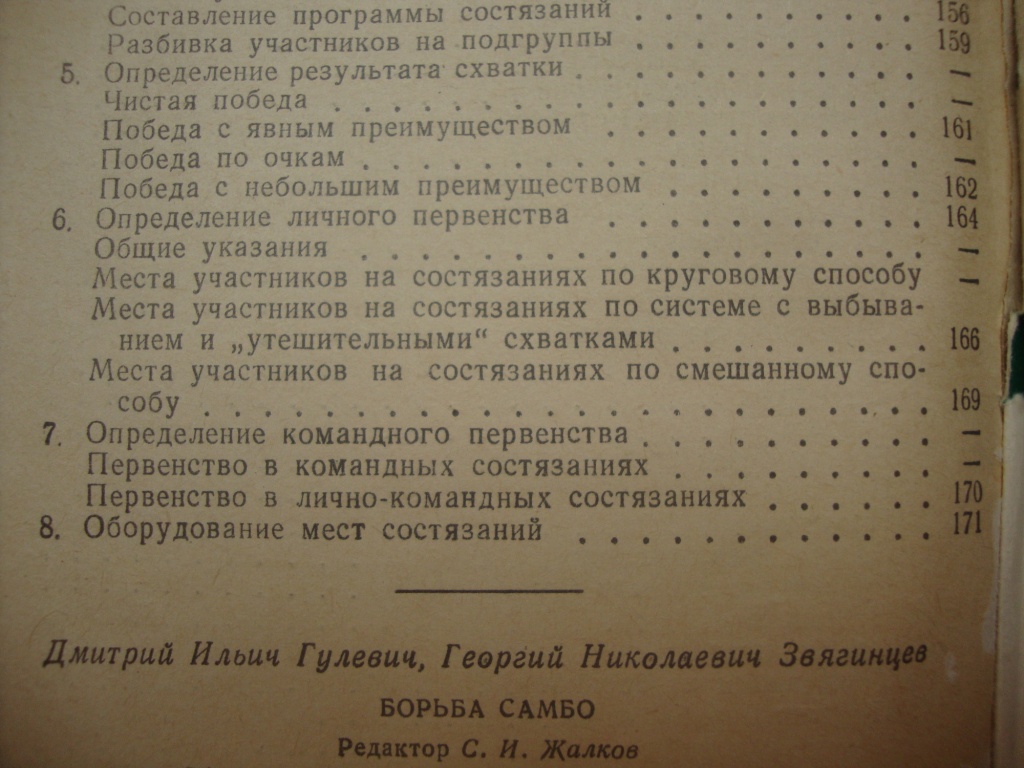 Составление программы состязаний . . . . . . . . . . . 156
Разбивка участников на подгруппы . . . . . . . . . . . 159
5. Определение результата схватки . . . . . . . . . . . . . —
Чистая победа . . . . . . . . . . . . . . . . . . . . . —
Победа с явным преимуществом . . . . . . . . . . . . 161
Победа по очкам . . . . . . . . . . . . . . . . . . . . —
Победа с небольшим преимуществом . . . . . . . . . 162
6. Определение личного первенства . . . . . . . . . . . 164
Общие указания . . . . . . . . . . . . . . . . . . . . —
Места участников на состязаниях по круговому способу —
Места участников на состязаниях по системе с выбыва-
нием и „утешительными“ схватками . . . . . . . . . 166
Места участников на состязаниях по смешанному спо-
собу . . . . . . . . . . . . . . . . . . . . . . . . 169
7. Определение командного первенства . . . . . . . . . . —
Первенство в командных состязаниях . . . . . . . . . —
Первенство в лично-командных состязаниях . . . . . . 170
8. Оборудование мест состязаний . . . . . . . . . . . . 171
Дмитрий Ильич Гулевич, Георгий Николаевич Звягинцев
БОРЬБА САМБО
Редактор С. И. Жалков